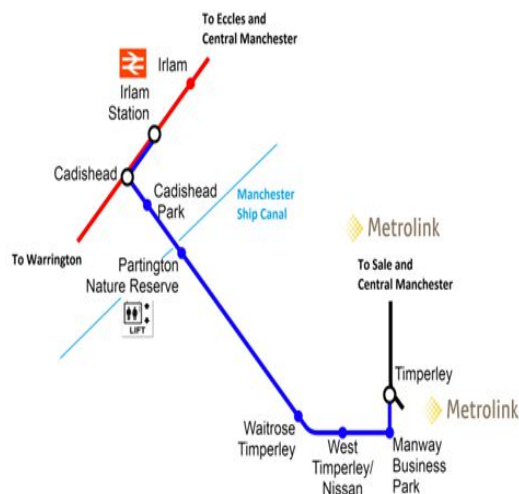 To Eccles and
Central Manchester
Irlam
Irlam
Station
Cadishead
Cadishead
Park
Manchester
Ship Canal
Metrolink
To Warrington
Partington
Nature Reserve
LIFT
To Sale and
Central Manchester
Timperley
Metrolink
Waitrose
Timperley
West
Timperley/
Nissan
Manway
Business
Park